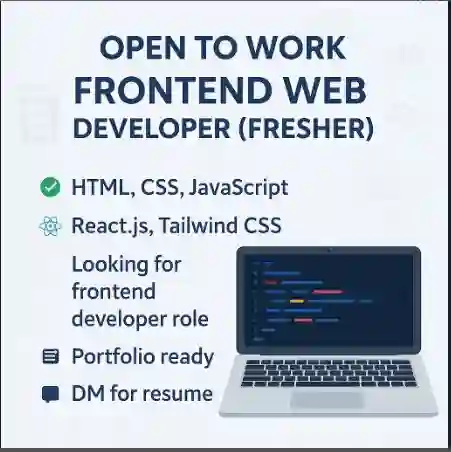 OPEN TO WORK
FRONTEND WEB
DEVELOPER (FRESHER)
HTML, CSS, JavaScript
React.js, Tailwind CSS
Looking for
frontend
developer role
Portfolio ready
DM for resume